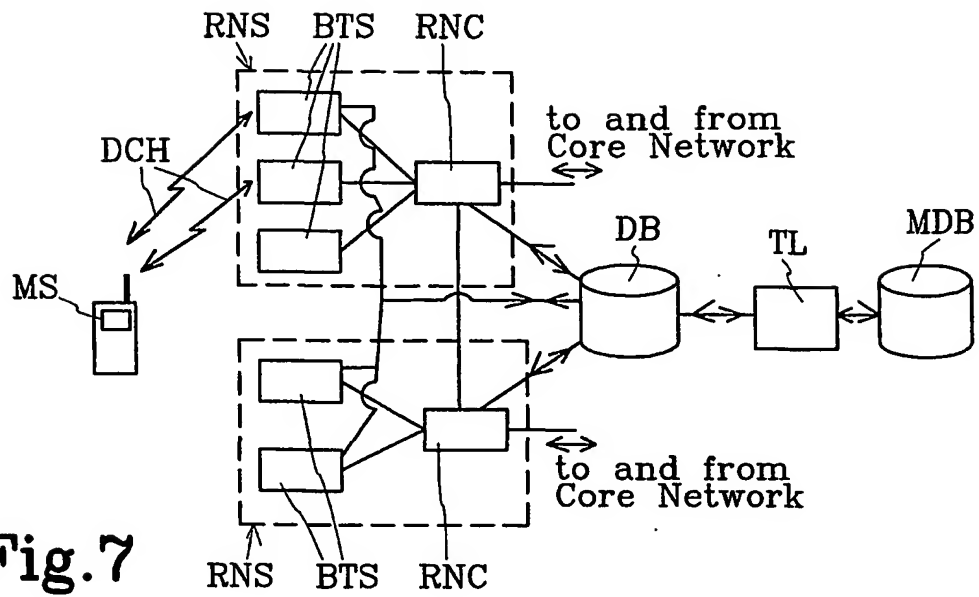 RNS BTS RNC
to and from
Core Network
DCH
DB TL MDB
MS
to and from
Core Network
Fig.7
RNS BTS RNC